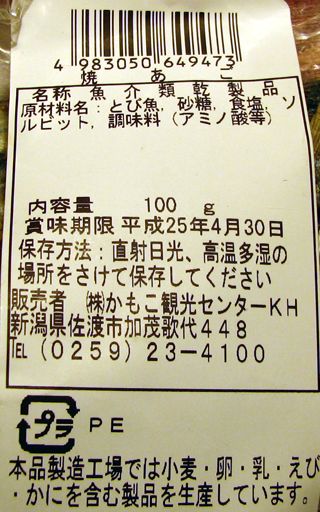 4 983050 649473
焼 あ ご
名 称 魚 介 類 乾 製 品
原材料名：とび魚，砂糖，食塩，ソ
ルビット，調味料（アミノ酸等）
内容量 100 g
賞味期限 平成25年4月30日
保存方法：直射日光、高温多湿の
場所をさけて保存してください
販売者 ㈱かもこ観光センターKH
新潟県佐渡市加茂歌代448
TEL (0259) 23-4100
プラ PE
本品製造工場では小麦・卵・乳・えび
・かにを含む製品を生産しています。